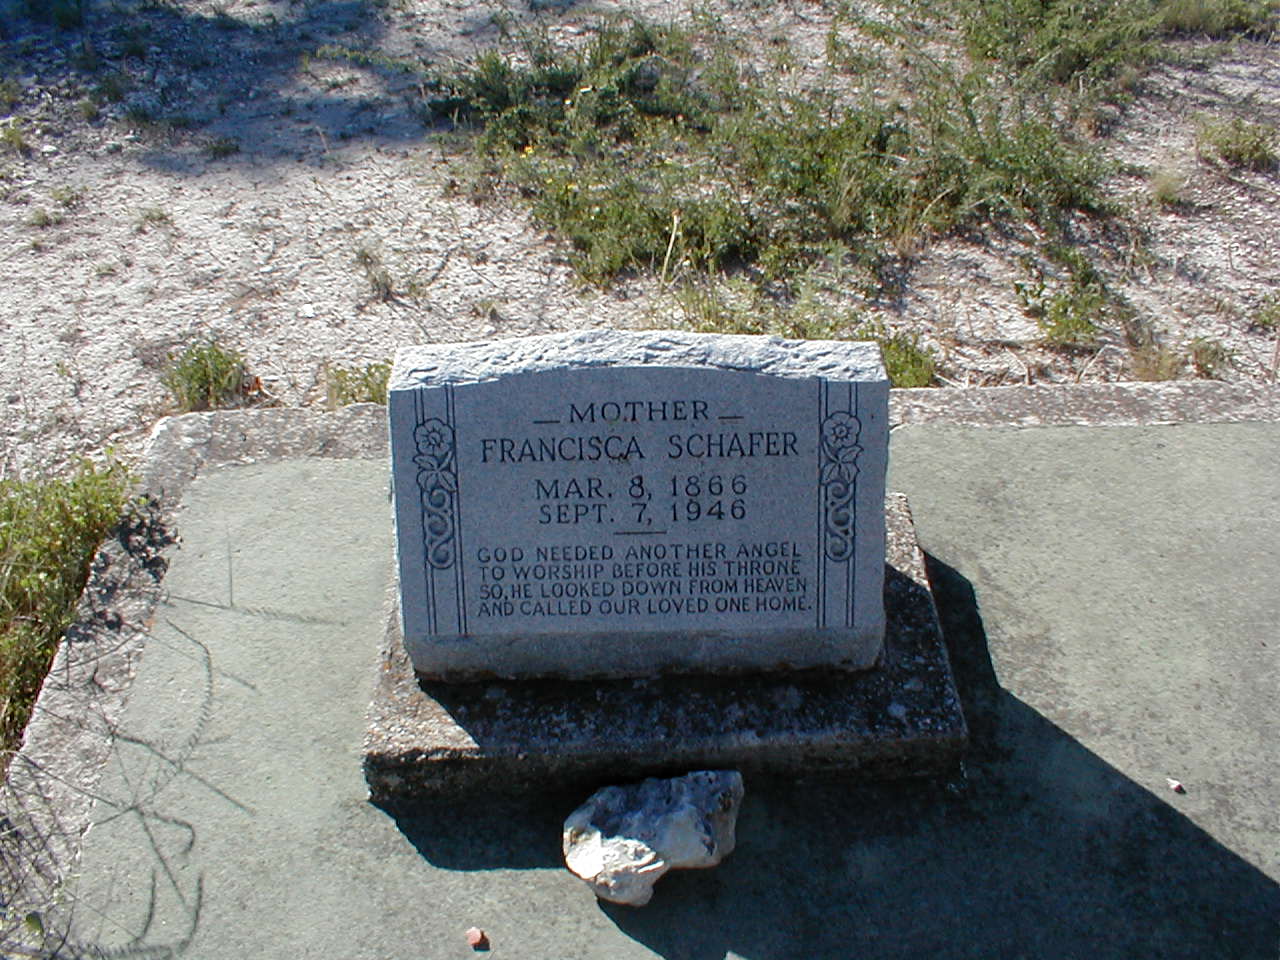 MOTHER
FRANCISCA SCHAFER
MAR. 8, 1866
SEPT. 7, 1946
GOD NEEDED ANOTHER ANGEL
TO WORSHIP BEFORE HIS THRONE
SO, HE LOOKED DOWN FROM HEAVEN
AND CALLED OUR LOVED ONE HOME.